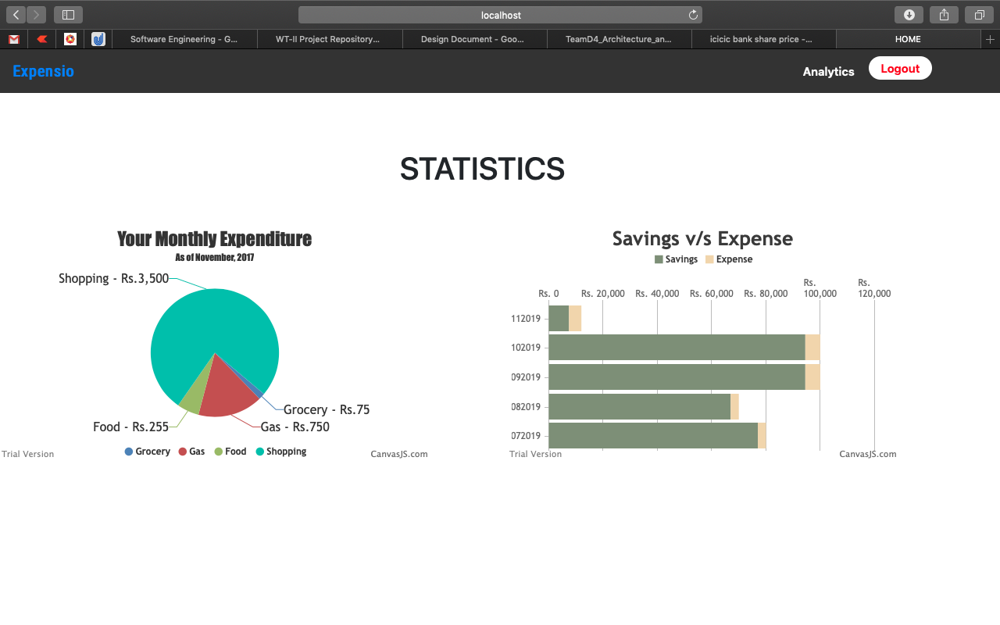 localhost
Software Engineering - G...
WT-II Project Repository...
Design Document - Goo...
TeamD4_Architecture_an...
icicic bank share price -...
HOME
Expensio
Analytics
Logout
STATISTICS
Your Monthly Expenditure
As of November, 2017
Shopping - Rs.3,500
Grocery - Rs.75
Food - Rs.255
Gas - Rs.750
Grocery Gas Food Shopping
Trial Version
CanvasJS.com
Savings v/s Expense
Savings Expense
Rs. 0 Rs. 20,000 Rs. 40,000 Rs. 60,000 Rs. 80,000 Rs. 100,000 Rs. 120,000
112019
102019
092019
082019
072019
Trial Version
CanvasJS.com